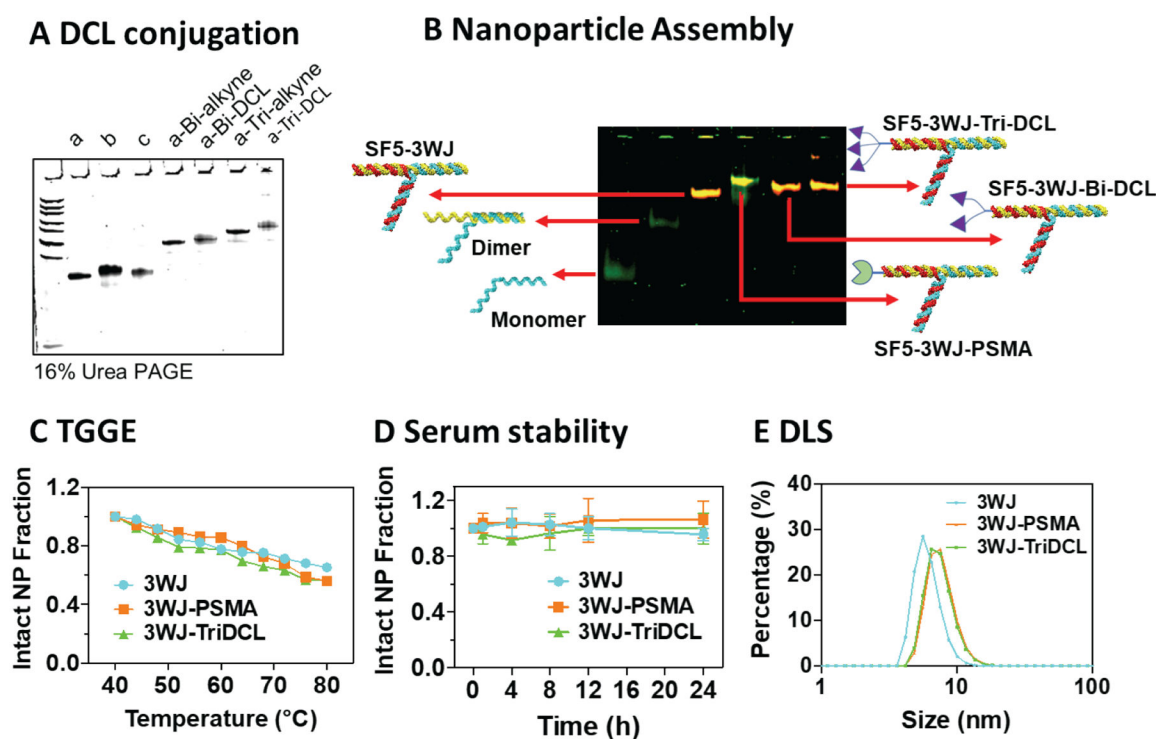 A DCL conjugation
a
b
c
a-Bi-alkyne
a-Bi-DCL
a-Tri-alkyne
a-Tri-DCL
16% Urea PAGE
B Nanoparticle Assembly
SF5-3WJ
Dimer
Monomer
SF5-3WJ-Tri-DCL
SF5-3WJ-Bi-DCL
SF5-3WJ-PSMA
C TGGE
Intact NP Fraction
1.2
0.8
0.4
0.0
3WJ
3WJ-PSMA
3WJ-TriDCL
40 50 60 70 80
Temperature (°C)
D Serum stability
Intact NP Fraction
1.2
0.8
0.4
0.0
3WJ
3WJ-PSMA
3WJ-TriDCL
0 4 8 12 16 20 24
Time (h)
E DLS
Percentage (%)
40
30
20
10
0
3WJ
3WJ-PSMA
3WJ-TriDCL
1 10 100
Size (nm)